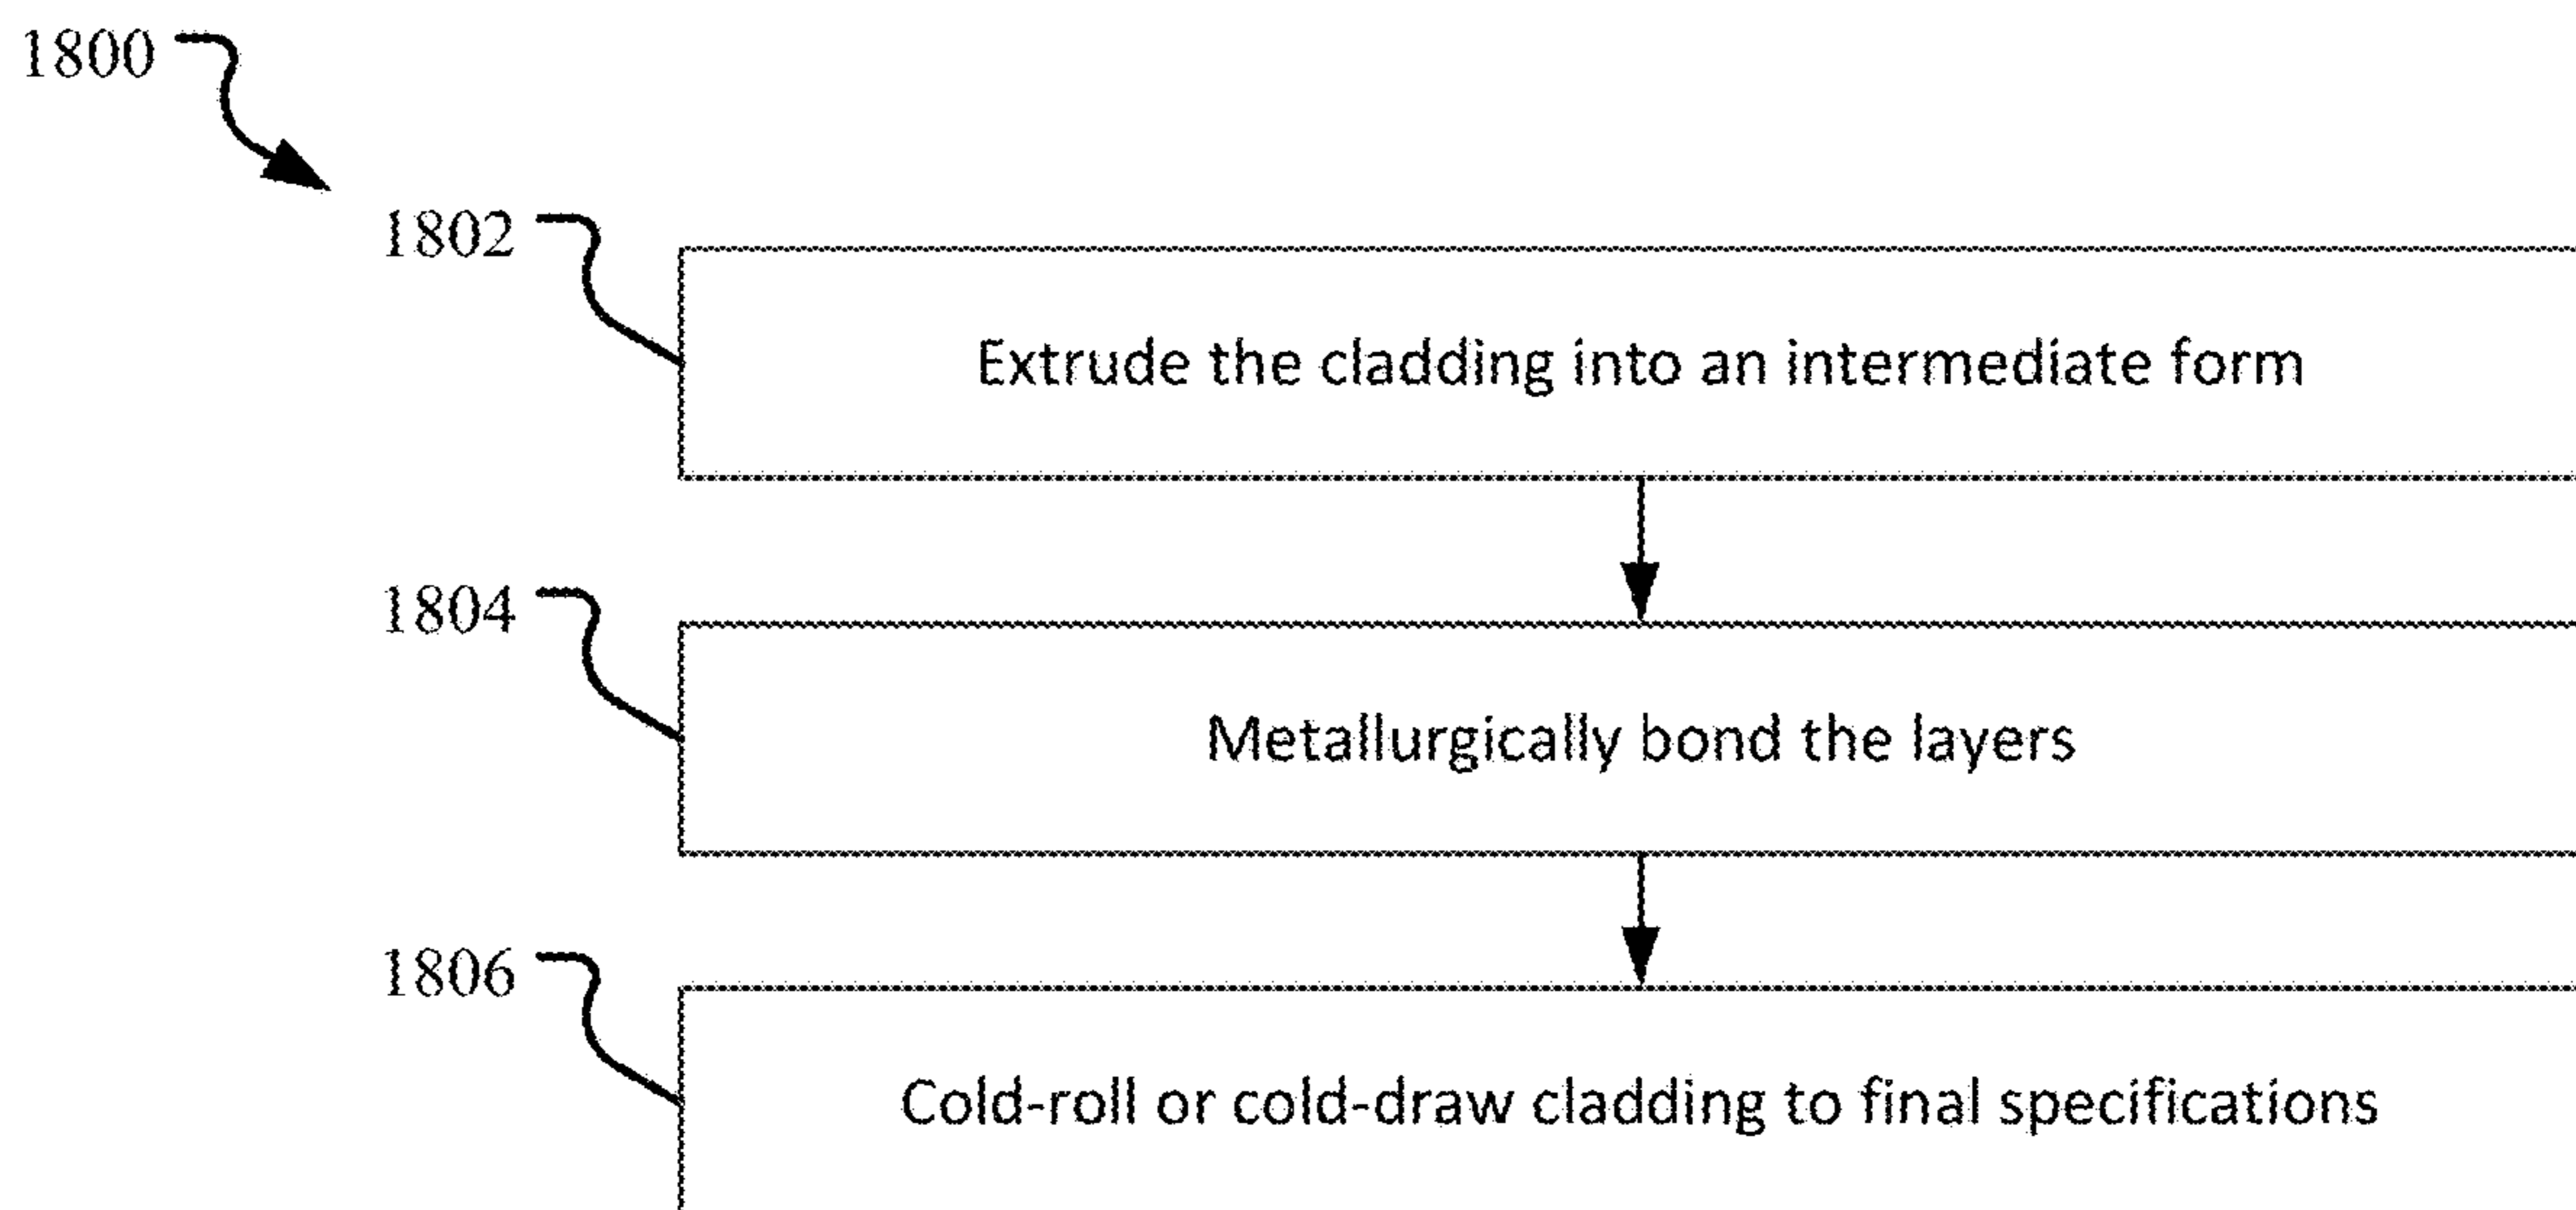 1800
1802
Extrude the cladding into an intermediate form
1804
Metallurgically bond the layers
1806
Cold-roll or cold-draw cladding to final specifications